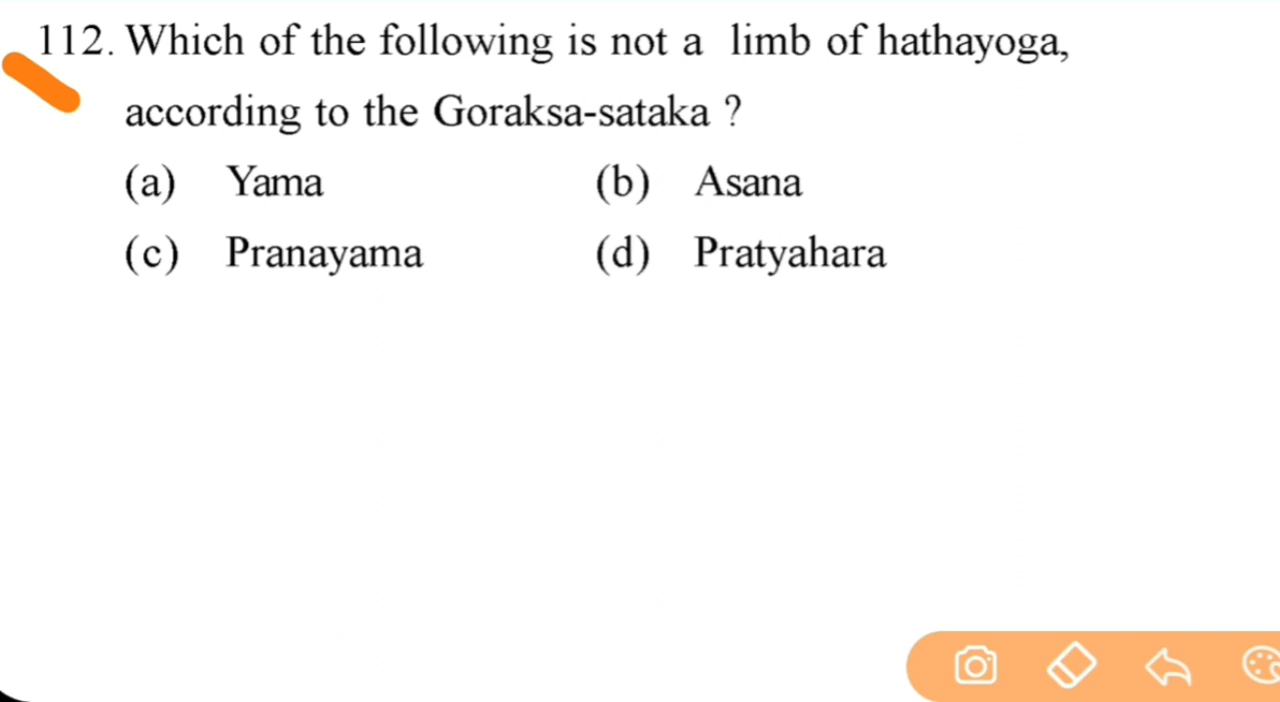 112. Which of the following is not a limb of hathayoga,
according to the Goraksa-sataka ?
(a) Yama (b) Asana
(c) Pranayama (d) Pratyahara